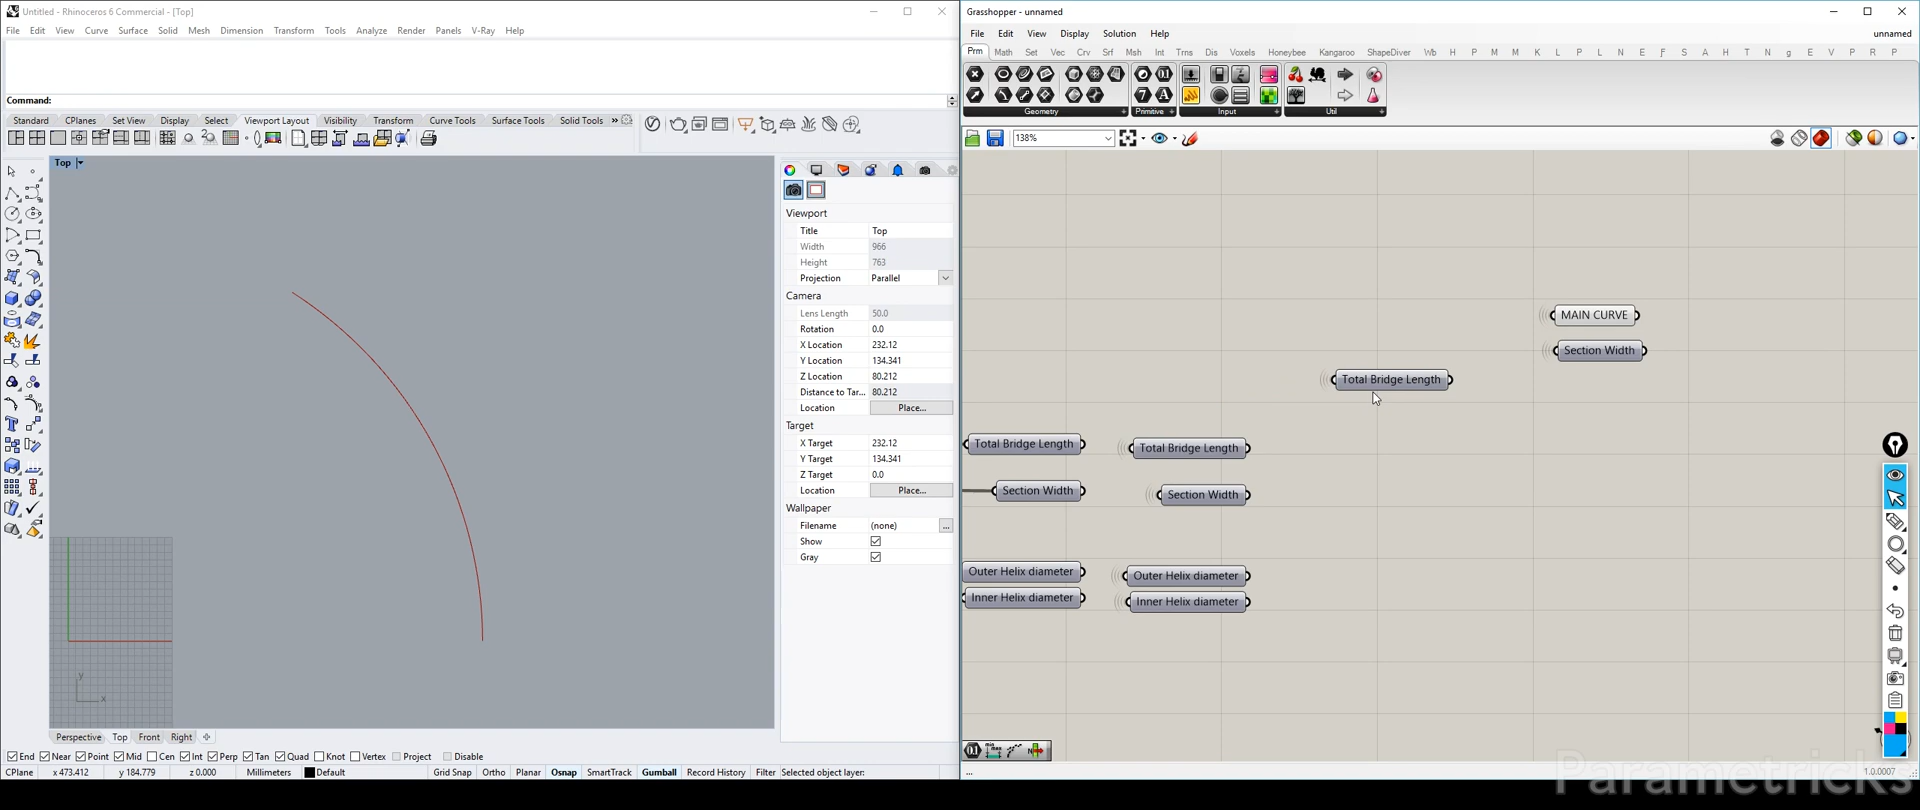 Untitled - Rhinoceros 6 Commercial - [Top]
File Edit View Curve Surface Solid Mesh Dimension Transform Tools Analyze Render Panels V-Ray Help
Command:
Standard CPlanes Set View Display Select Viewport Layout Visibility Transform Curve Tools Surface Tools Solid Tools »
Top
Viewport
Title Top
Width 966
Height 763
Projection Parallel
Camera
Lens Length 50.0
Rotation 0.0
X Location 232.12
Y Location 134.341
Z Location 80.212
Distance to Tar... 80.212
Location Place...
Target
X Target 232.12
Y Target 134.341
Z Target 0.0
Location Place...
Wallpaper
Filename (none) ...
Show
Gray
y
x
Perspective Top Front Right
End Near Point Mid Cen Int Perp Tan Quad Knot Vertex Project Disable
CPlane x 473.412 y 184.779 z 0.000 Millimeters Default Grid Snap Ortho Planar Osnap SmartTrack Gumball Record History Filter Selected object layer:
Grasshopper - unnamed
File Edit View Display Solution Help unnamed
Prm Math Set Vec Crv Srf Msh Int Trns Dis Voxels Honeybee Kangaroo ShapeDiver Wb H P M M K L P L N E F S A H T N g E V P R P
Geometry + Primitive + Input + Util +
138%
MAIN CURVE
Section Width
Total Bridge Length
Total Bridge Length Total Bridge Length
Section Width Section Width
Outer Helix diameter Outer Helix diameter
Inner Helix diameter Inner Helix diameter
...
1.0.0007
Parametricks